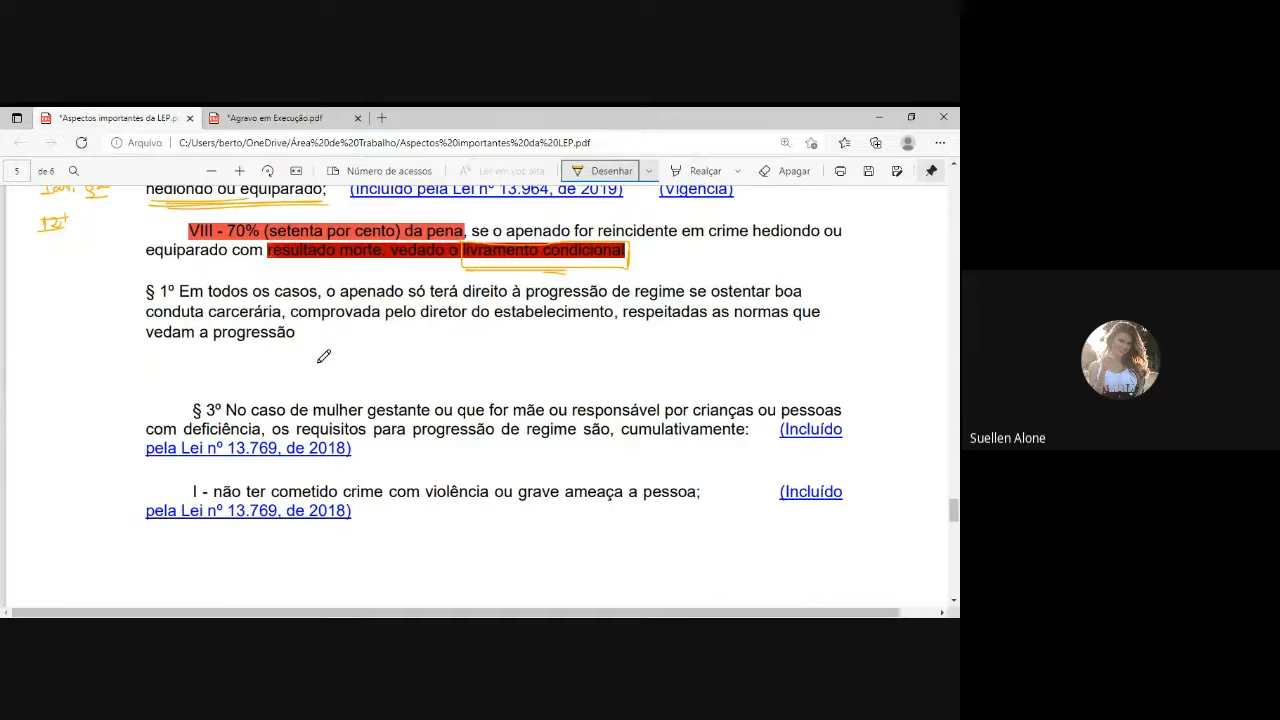 *Aspectos importantes da LEP.p
*Agravo em Execução.pdf
Arquivo
C:/Users/berto/OneDrive/Área%20de%20Trabalho/Aspectos%20importantes%20da%20LEP.pdf
5 de 6
Número de acessos
Ler em voz alta
Desenhar
Realçar
Apagar
hediondo ou equiparado; (Incluído pela Lei nº 13.964, de 2019) (Vigência)
VIII - 70% (setenta por cento) da pena, se o apenado for reincidente em crime hediondo ou
equiparado com resultado morte, vedado o livramento condicional
§ 1º Em todos os casos, o apenado só terá direito à progressão de regime se ostentar boa
conduta carcerária, comprovada pelo diretor do estabelecimento, respeitadas as normas que
vedam a progressão
§ 3º No caso de mulher gestante ou que for mãe ou responsável por crianças ou pessoas
com deficiência, os requisitos para progressão de regime são, cumulativamente: (Incluído
pela Lei nº 13.769, de 2018)
I - não ter cometido crime com violência ou grave ameaça a pessoa; (Incluído
pela Lei nº 13.769, de 2018)
Suellen Alone